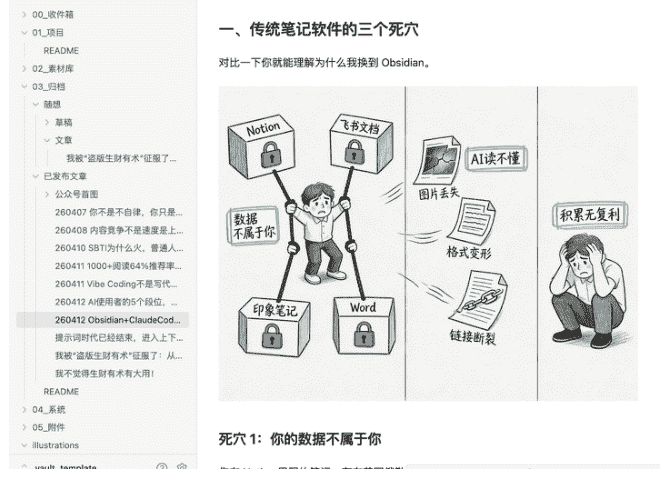 00_收件箱
01_项目
README
02_素材库
03_归档
随想
草稿
文章
我被“盗版生财有术”征服了...
已发布文章
公众号首图
260407 你不是不自律，你只是...
260408 内容竞争不是速度是上...
260410 SBTI为什么火，普通人...
260411 1000+阅读64%推荐率...
260411 Vibe Coding不是写代...
260412 AI使用者的5个段位，...
260412 Obsidian+ClaudeCod...
提示词时代已经结束，进入上下...
我被“盗版生财有术”征服了：从...
我不觉得生财有术有大用！
README
04_系统
05_附件
illustrations
vault_template
一、传统笔记软件的三个死穴
对比一下你就能理解为什么我换到 Obsidian。
Notion
飞书文档
数据
不属于你
印象笔记
Word
AI读不懂
图片丢失
格式变形
链接断裂
积累无复利
死穴 1：你的数据不属于你